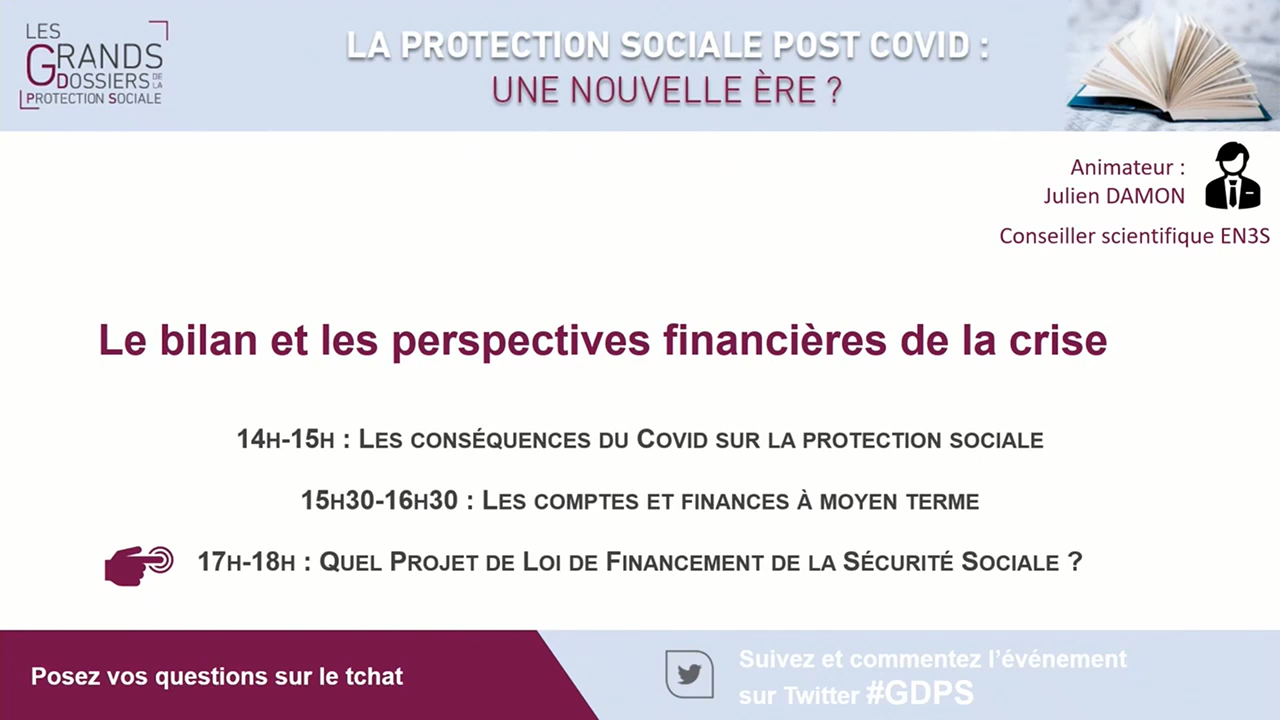 LES
GRANDS
DOSSIERS DE LA
PROTECTION SOCIALE
LA PROTECTION SOCIALE POST COVID :
UNE NOUVELLE ÈRE ?
Animateur :
Julien DAMON
Conseiller scientifique EN3S
Le bilan et les perspectives financières de la crise
14H-15H : LES CONSÉQUENCES DU COVID SUR LA PROTECTION SOCIALE
15H30-16H30 : LES COMPTES ET FINANCES À MOYEN TERME
17H-18H : QUEL PROJET DE LOI DE FINANCEMENT DE LA SÉCURITÉ SOCIALE ?
Posez vos questions sur le tchat
Suivez et commentez l'événement
sur Twitter #GDPS